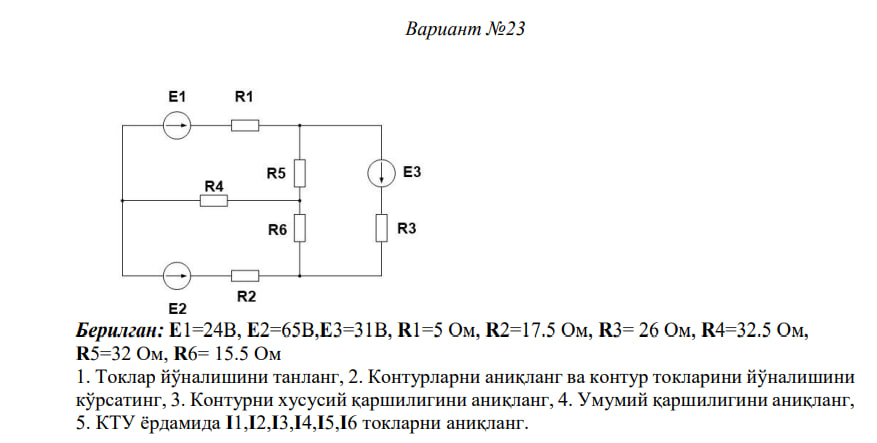 Вариант №23
E1 R1
R5 E3
R4
R6 R3
R2
E2
Берилган: E1=24В, E2=65В,E3=31В, R1=5 Ом, R2=17.5 Ом, R3= 26 Ом, R4=32.5 Ом,
R5=32 Ом, R6= 15.5 Ом
1. Токлар йўналишини танланг, 2. Контурларни аниқланг ва контур токларини йўналишини
кўрсатинг, 3. Контурни хусусий қаршилигини аниқланг, 4. Умумий қаршилигини аниқланг,
5. КТУ ёрдамида I1,I2,I3,I4,I5,I6 токларни аниқланг.